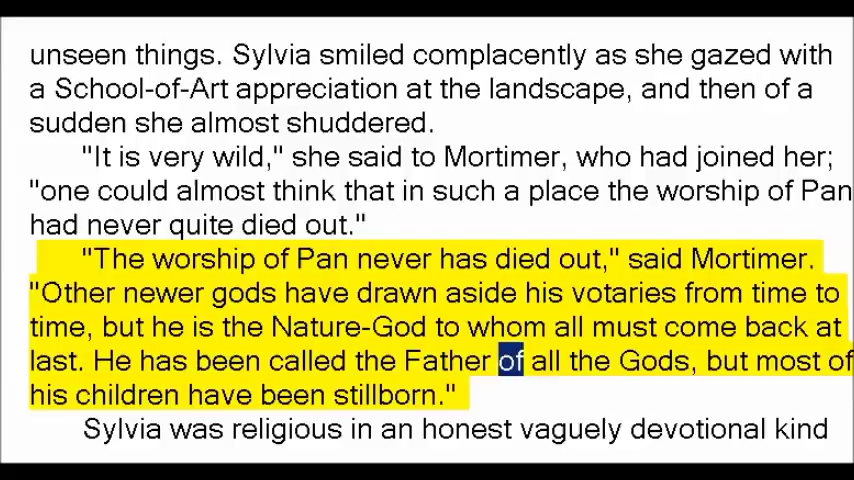 unseen things. Sylvia smiled complacently as she gazed with
a School-of-Art appreciation at the landscape, and then of a
sudden she almost shuddered.
"It is very wild," she said to Mortimer, who had joined her;
"one could almost think that in such a place the worship of Pan
had never quite died out."
"The worship of Pan never has died out," said Mortimer.
"Other newer gods have drawn aside his votaries from time to
time, but he is the Nature-God to whom all must come back at
last. He has been called the Father of all the Gods, but most of
his children have been stillborn."
Sylvia was religious in an honest vaguely devotional kind